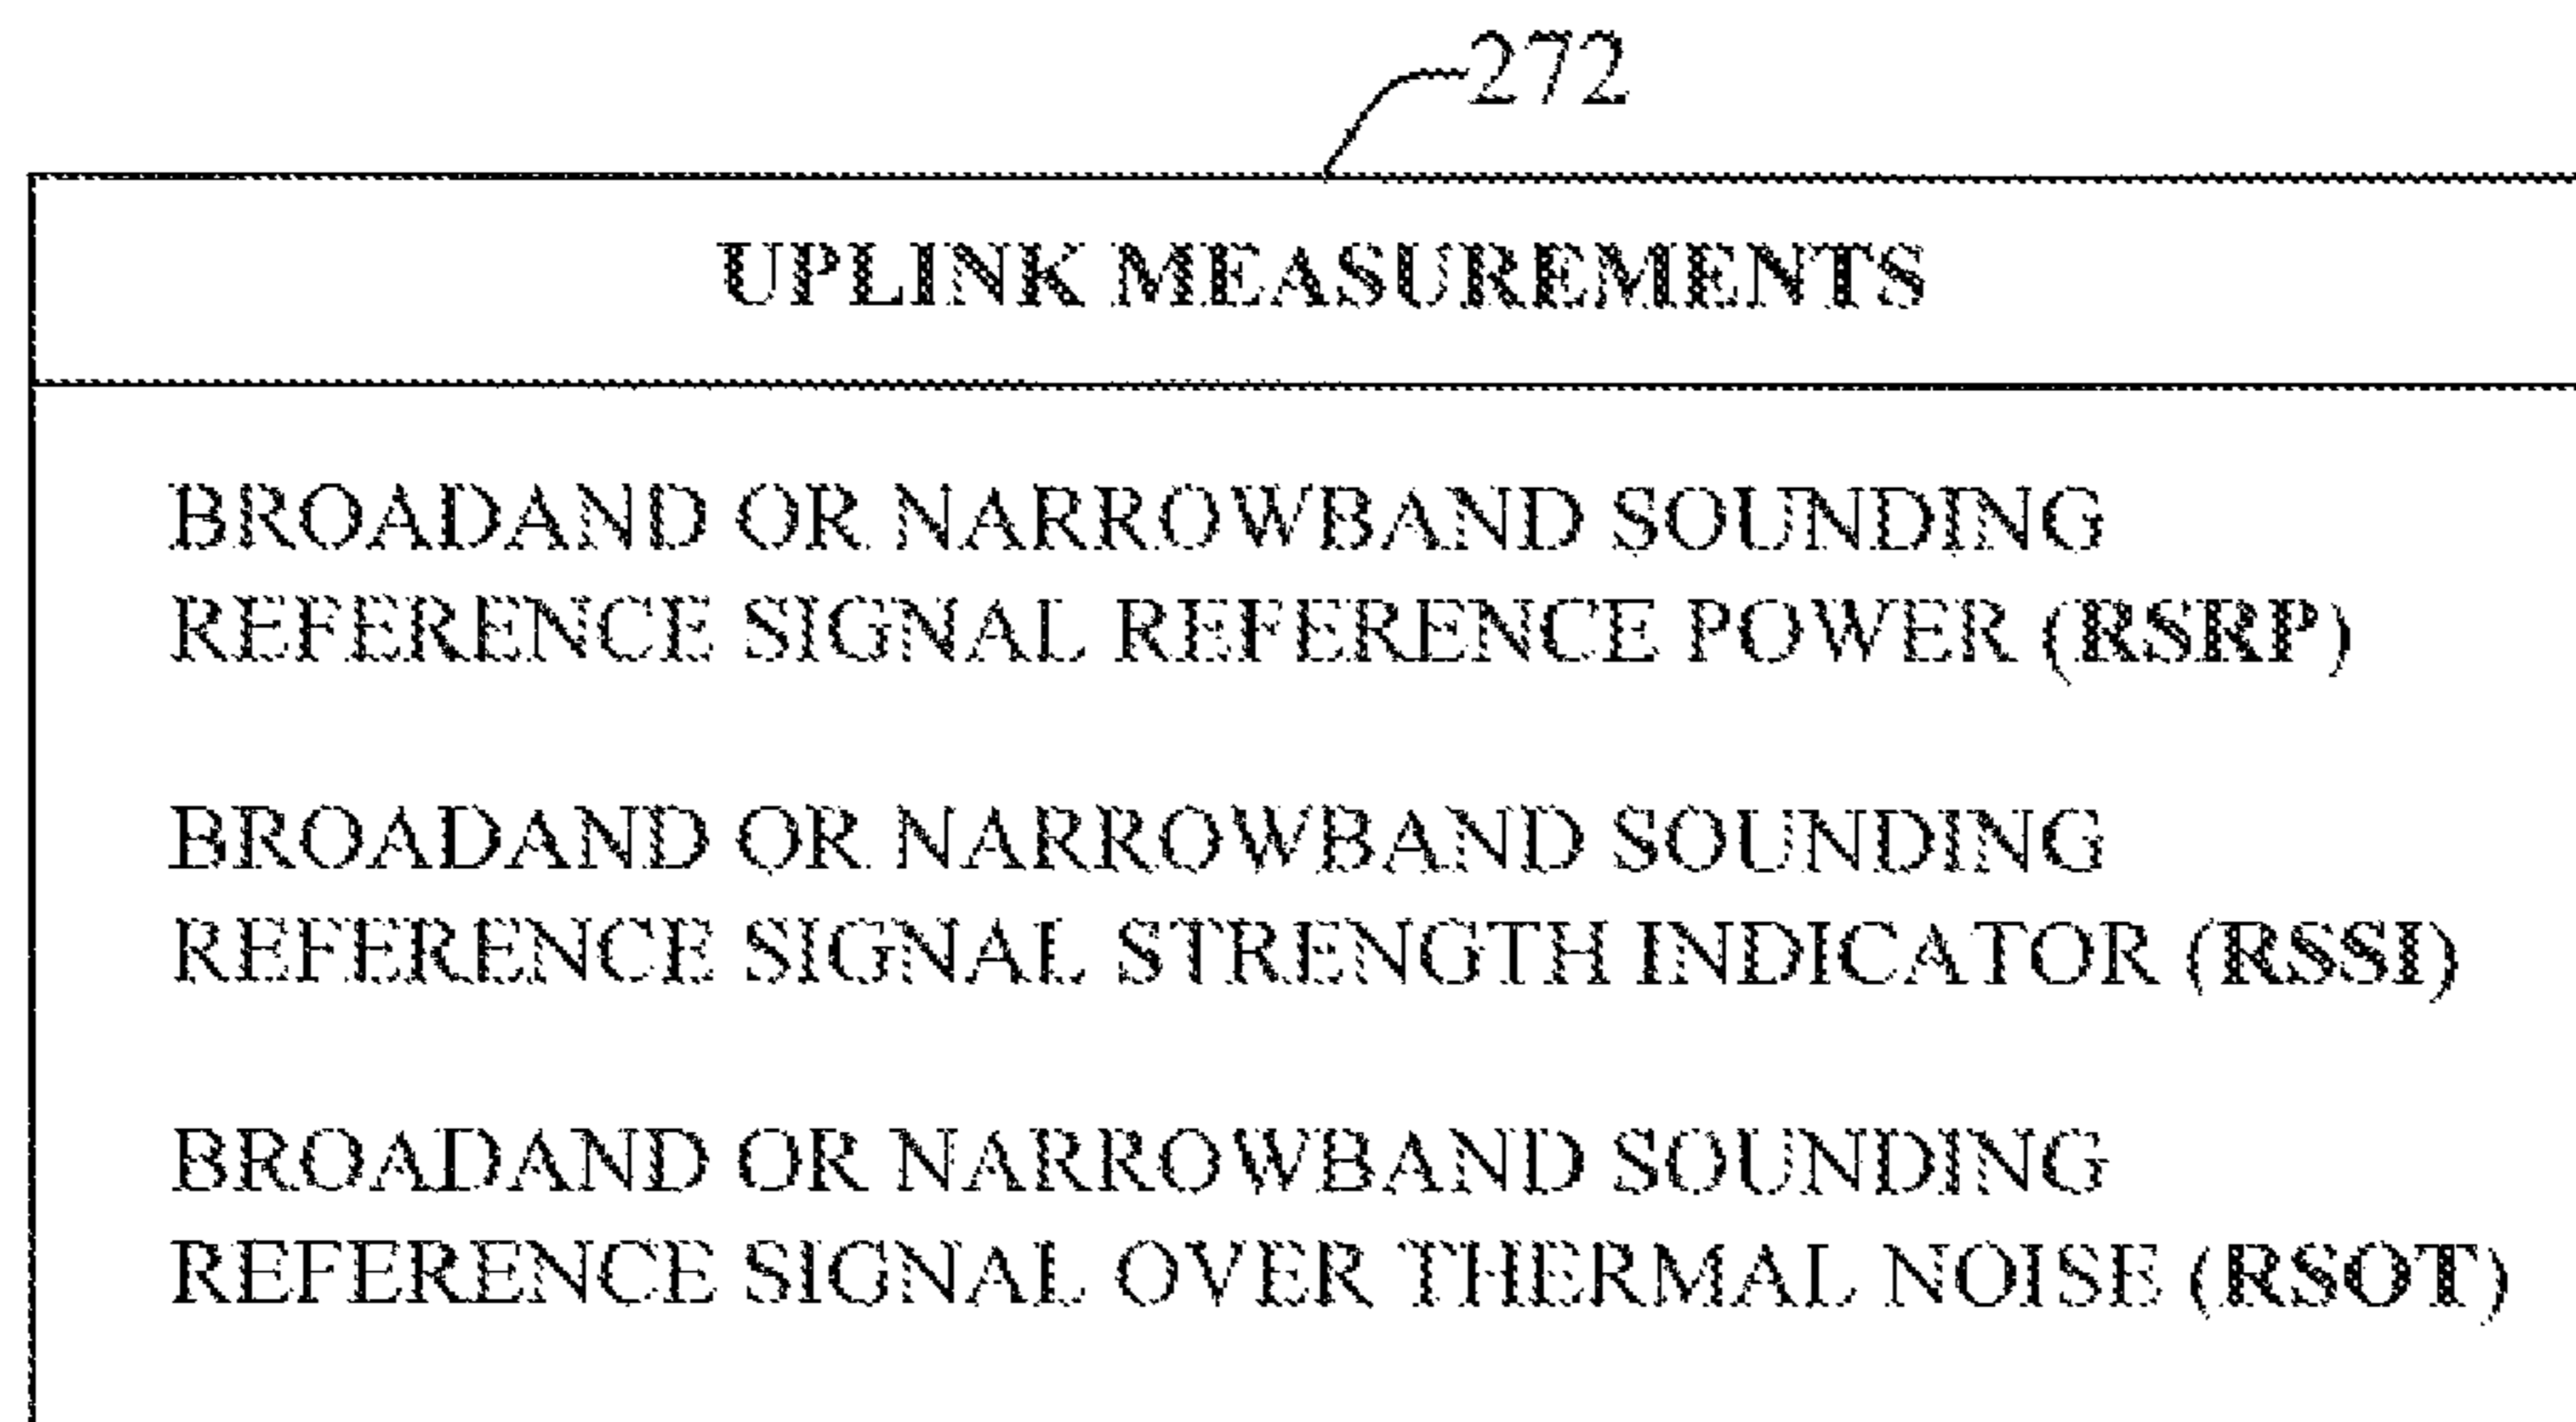 272
UPLINK MEASUREMENTS
BROADAND OR NARROWBAND SOUNDING
REFERENCE SIGNAL REFERENCE POWER (RSRP)
BROADAND OR NARROWBAND SOUNDING
REFERENCE SIGNAL STRENGTH INDICATOR (RSSI)
BROADAND OR NARROWBAND SOUNDING
REFERENCE SIGNAL OVER THERMAL NOISE (RSOT)